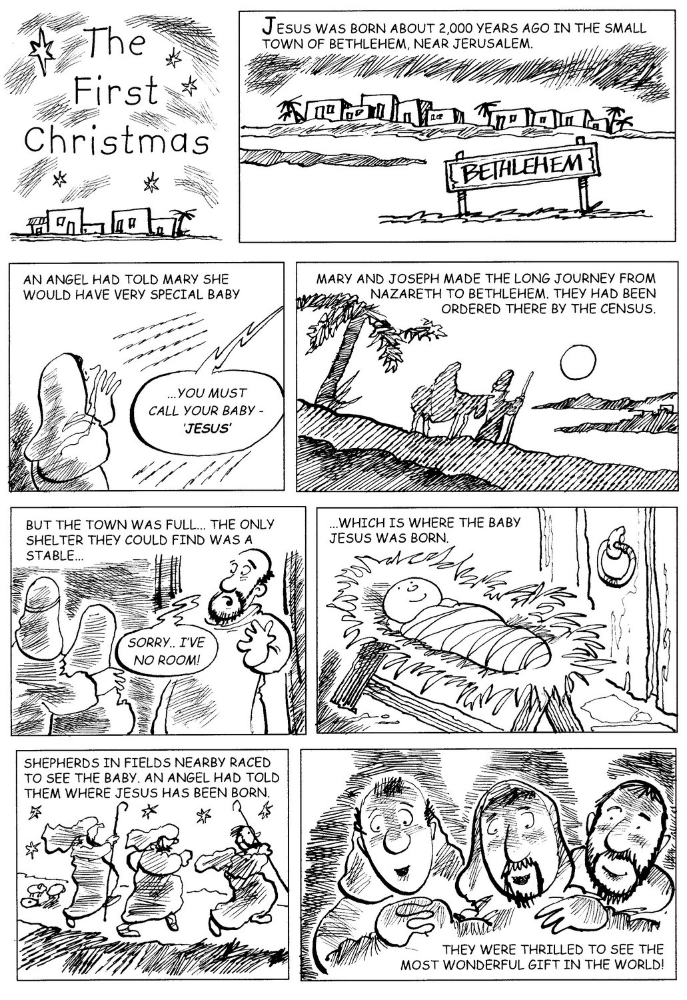 The
First
Christmas
JESUS WAS BORN ABOUT 2,000 YEARS AGO IN THE SMALL
TOWN OF BETHLEHEM, NEAR JERUSALEM.
BETHLEHEM
AN ANGEL HAD TOLD MARY SHE
WOULD HAVE VERY SPECIAL BABY
...YOU MUST
CALL YOUR BABY -
'JESUS'
MARY AND JOSEPH MADE THE LONG JOURNEY FROM
NAZARETH TO BETHLEHEM. THEY HAD BEEN
ORDERED THERE BY THE CENSUS.
BUT THE TOWN WAS FULL... THE ONLY
SHELTER THEY COULD FIND WAS A
STABLE...
SORRY.. I'VE
NO ROOM!
...WHICH IS WHERE THE BABY
JESUS WAS BORN.
SHEPHERDS IN FIELDS NEARBY RACED
TO SEE THE BABY. AN ANGEL HAD TOLD
THEM WHERE JESUS HAS BEEN BORN.
THEY WERE THRILLED TO SEE THE
MOST WONDERFUL GIFT IN THE WORLD!